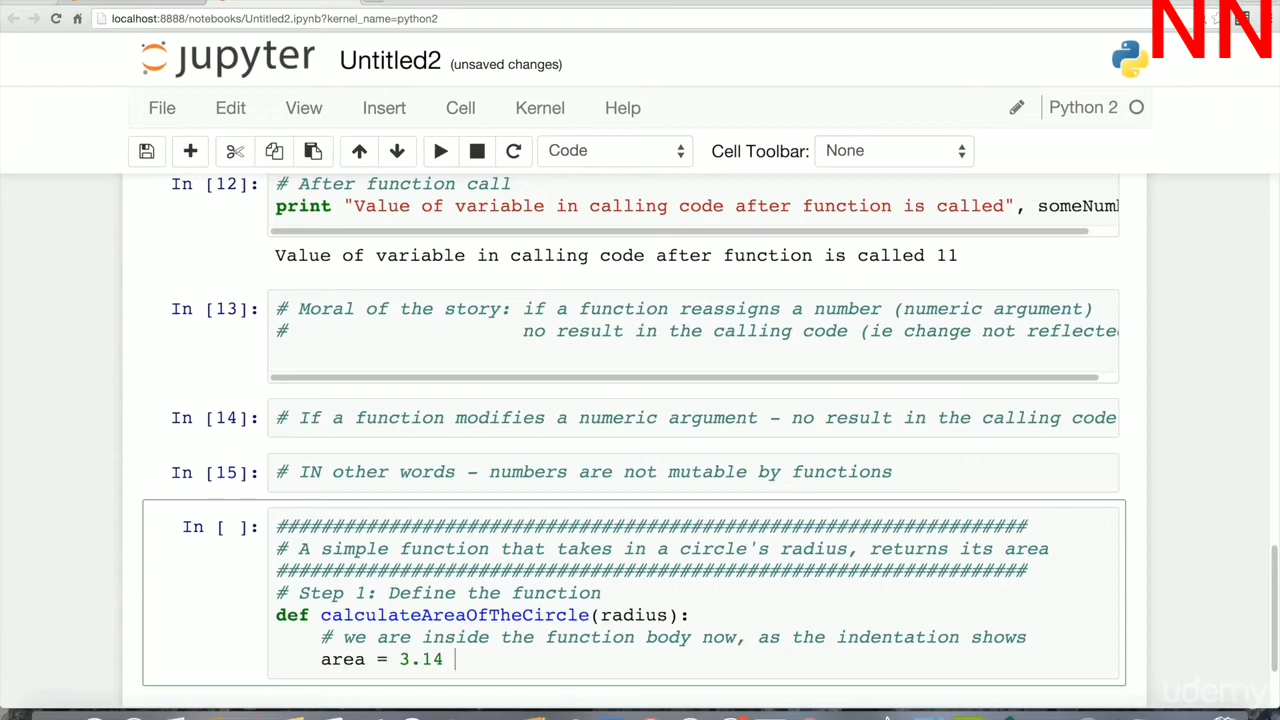 localhost:8888/notebooks/Untitled2.ipynb?kernel_name=python2
NN
jupyter Untitled2 (unsaved changes)
File Edit View Insert Cell Kernel Help Python 2
Code Cell Toolbar: None
In [12]: # After function call
print "Value of variable in calling code after function is called", someNum
Value of variable in calling code after function is called 11
In [13]: # Moral of the story: if a function reassigns a number (numeric argument)
# no result in the calling code (ie change not reflecte
In [14]: # If a function modifies a numeric argument - no result in the calling code
In [15]: # IN other words - numbers are not mutable by functions
In [ ]: ###################################################################
# A simple function that takes in a circle's radius, returns its area
###################################################################
# Step 1: Define the function
def calculateAreaOfTheCircle(radius):
# we are inside the function body now, as the indentation shows
area = 3.14
udemy